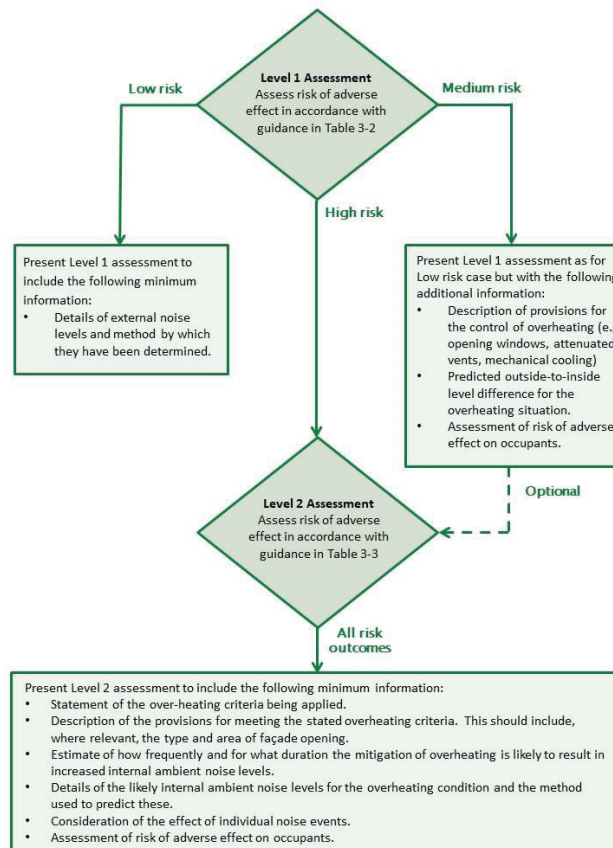 Level 1 Assessment
Assess risk of adverse
effect in accordance with
guidance in Table 3-2
Low risk
Medium risk
High risk
Present Level 1 assessment to
include the following minimum
information:
• Details of external noise
levels and method by which
they have been determined.
Present Level 1 assessment as for
Low risk case but with the following
additional information:
• Description of provisions for
the control of overheating (e.
opening windows, attenuated
vents, mechanical cooling)
• Predicted outside-to-inside
level difference for the
overheating situation.
• Assessment of risk of adverse
effect on occupants.
Optional
Level 2 Assessment
Assess risk of adverse
effect in accordance with
guidance in Table 3-3
All risk
outcomes
Present Level 2 assessment to include the following minimum information:
• Statement of the over-heating criteria being applied.
• Description of the provisions for meeting the stated overheating criteria. This should include,
where relevant, the type and area of façade opening.
• Estimate of how frequently and for what duration the mitigation of overheating is likely to result in
increased internal ambient noise levels.
• Details of the likely internal ambient noise levels for the overheating condition and the method
used to predict these.
• Consideration of the effect of individual noise events.
• Assessment of risk of adverse effect on occupants.